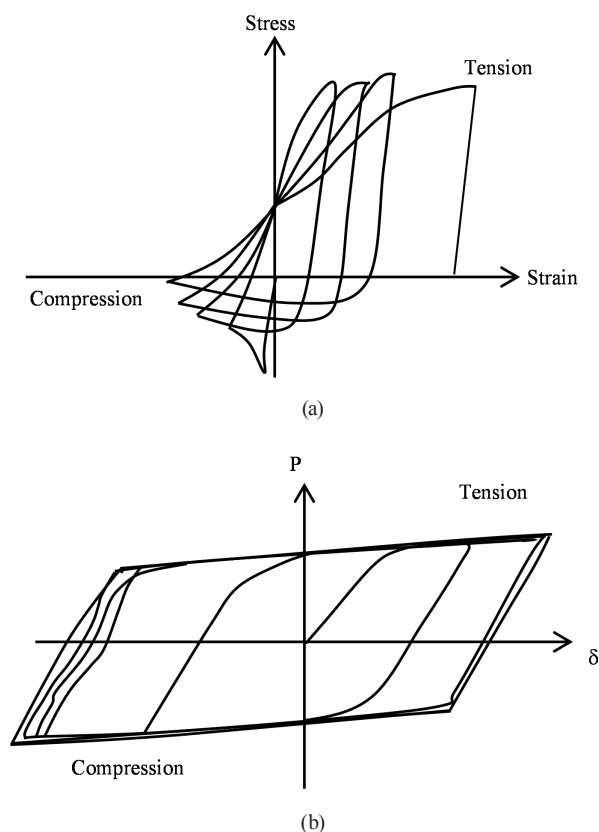 Stress
Tension
Strain
Compression
(a)
P
Tension
δ
Compression
(b)